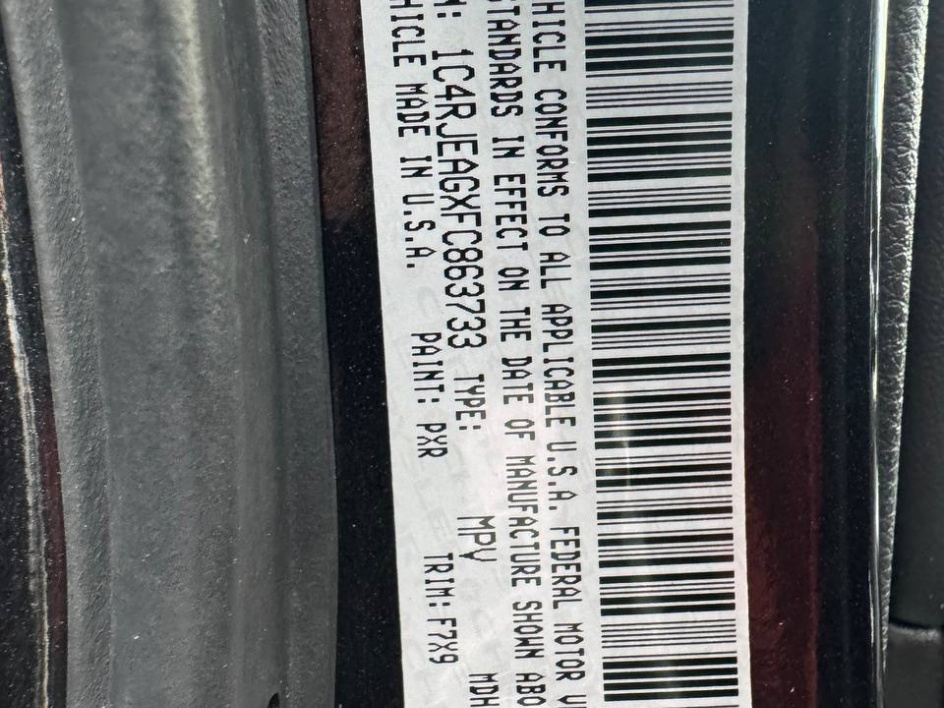 HICLE CONFORMS TO ALL APPLICABLE U.S.A. FEDERAL MOTOR V
STANDARDS IN EFFECT ON THE DATE OF MANUFACTURE SHOWN ABO
N: 1C4RJEAGXFC863733 TYPE: MPV MDH
HICLE MADE IN U.S.A. PAINT: PXR TRIM: F7X9